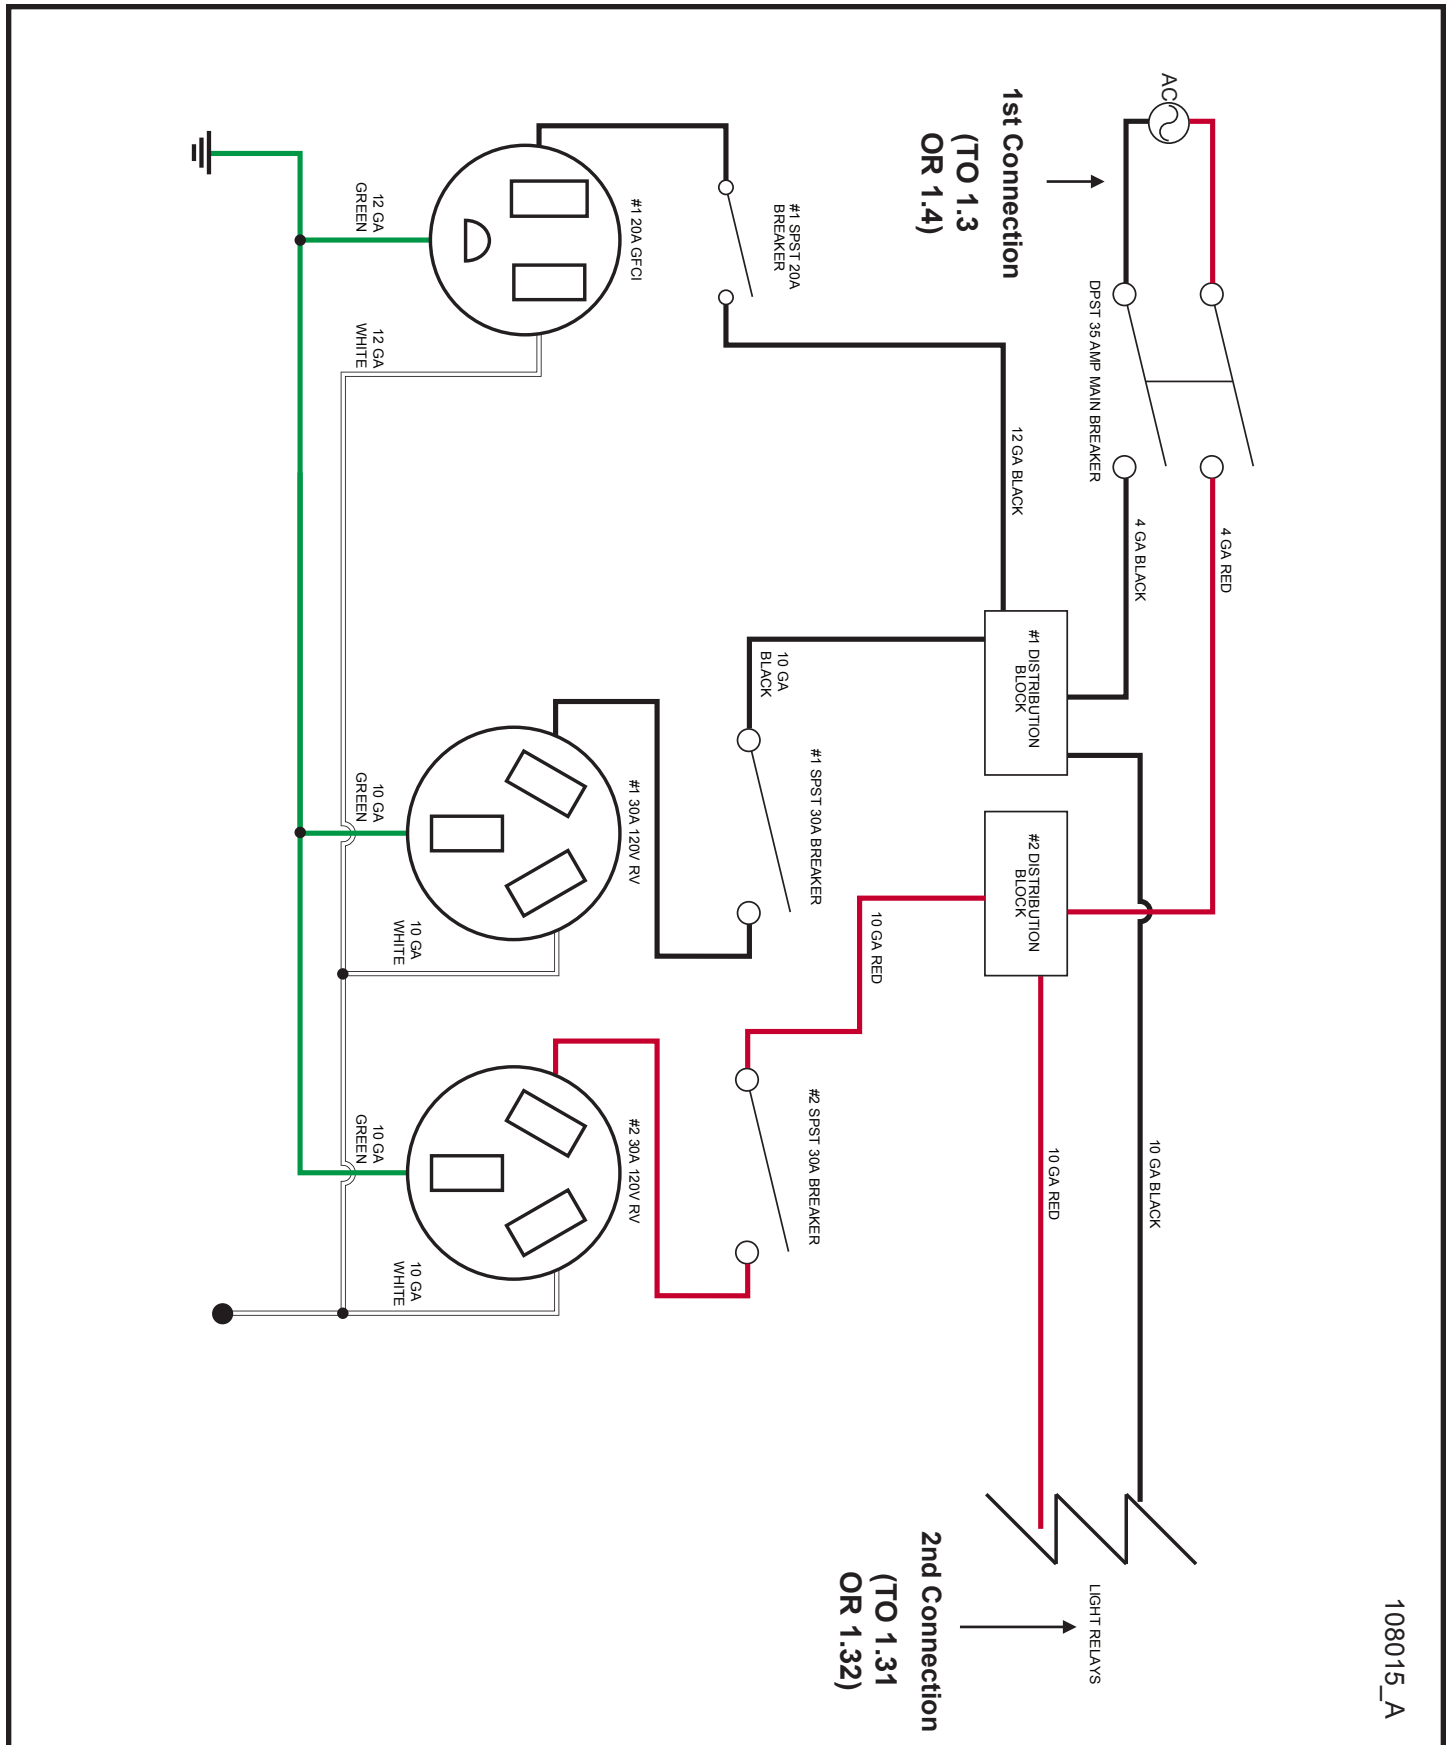 108015_A
AC
1st Connection
(TO 1.3
OR 1.4)
DPST 35 AMP MAIN BREAKER
4 GA RED
4 GA BLACK
12 GA BLACK
#1 DISTRIBUTION
BLOCK
#2 DISTRIBUTION
BLOCK
10 GA BLACK
10 GA RED
LIGHT RELAYS
2nd Connection
(TO 1.31
OR 1.32)
#1 SPST 20A
BREAKER
10 GA
BLACK
#1 SPST 30A BREAKER
10 GA RED
#2 SPST 30A BREAKER
#1 20A GFCI
#1 30A 120V RV
#2 30A 120V RV
12 GA
GREEN
12 GA
WHITE
10 GA
GREEN
10 GA
WHITE
10 GA
GREEN
10 GA
WHITE